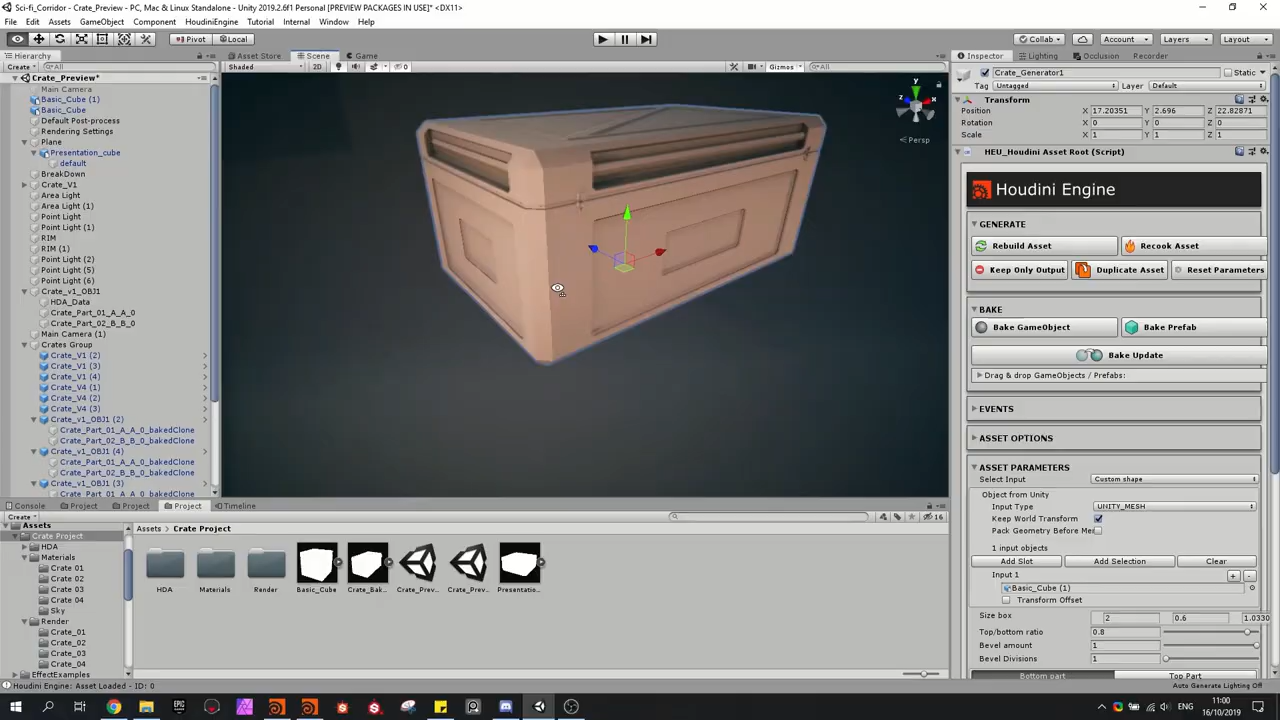 Sci-fi_Corridor - Crate_Preview - PC, Mac & Linux Standalone - Unity 2019.2.6f1 Personal [PREVIEW PACKAGES IN USE]* <DX11>
File Edit Assets GameObject Component HoudiniEngine Tutorial Internal Window Help
Pivot Local Collab Account Layers Layout
Hierarchy Asset Store Scene Game Inspector Lighting Occlusion Recorder
Create All Shaded 2D 0 Gizmos All
Crate_Generator1 Static
Tag Untagged Layer Default
Crate_Preview*
Main Camera
Basic_Cube (1)
Basic_Cube
Default Post-process
Rendering Settings
Plane
Presentation_cube
default
BreakDown
Crate_V1
Area Light
Area Light (1)
Point Light
Point Light (1)
RIM
RIM (1)
Point Light (2)
Point Light (5)
Point Light (6)
Crate_v1_OBJ1
HDA_Data
Crate_Part_01_A_A_0
Crate_Part_02_B_B_0
Main Camera (1)
Crates Group
Crate_V1 (2)
Crate_V1 (3)
Crate_V1 (4)
Crate_V4 (1)
Crate_V4 (2)
Crate_V4 (3)
Crate_v1_OBJ1 (2)
Crate_Part_01_A_A_0_bakedClone
Crate_Part_02_B_B_0_bakedClone
Crate_v1_OBJ1 (4)
Crate_Part_01_A_A_0_bakedClone
Crate_Part_02_B_B_0_bakedClone
Crate_v1_OBJ1 (3)
Crate_Part_01_A_A_0_bakedClone
y
z x
Persp
Transform
Position X 17.20351 Y 2.696 Z 22.82871
Rotation X 0 Y 0 Z 0
Scale X 1 Y 1 Z 1
HEU_Houdini Asset Root (Script)
Houdini Engine
GENERATE
Rebuild Asset Recook Asset
Keep Only Output Duplicate Asset Reset Parameters
BAKE
Bake GameObject Bake Prefab
Bake Update
Drag & drop GameObjects / Prefabs:
EVENTS
ASSET OPTIONS
ASSET PARAMETERS
Select Input Custom shape
Object from Unity
Input Type UNITY_MESH
Keep World Transform
Pack Geometry Before Mer
1 input objects
Add Slot Add Selection Clear
Input 1 + -
Basic_Cube (1)
Transform Offset
Size box 2 0.6 1.0330
Top/bottom ratio 0.8
Bevel amount 1
Bevel Divisions 1
Bottom part Top Part
Auto Generate Lighting Off
Console Project Project Project Timeline
Create 16
Assets
Crate Project
HDA
Materials
Crate 01
Crate 02
Crate 03
Crate 04
Sky
Render
Crate_01
Crate_02
Crate_03
Crate_04
EffectExamples
Assets Crate Project
HDA Materials Render Basic_Cube Crate_Bak... Crate_Prev... Crate_Prev... Presentatio...
Houdini Engine: Asset Loaded - ID: 0
ENG 11:00
16/10/2019